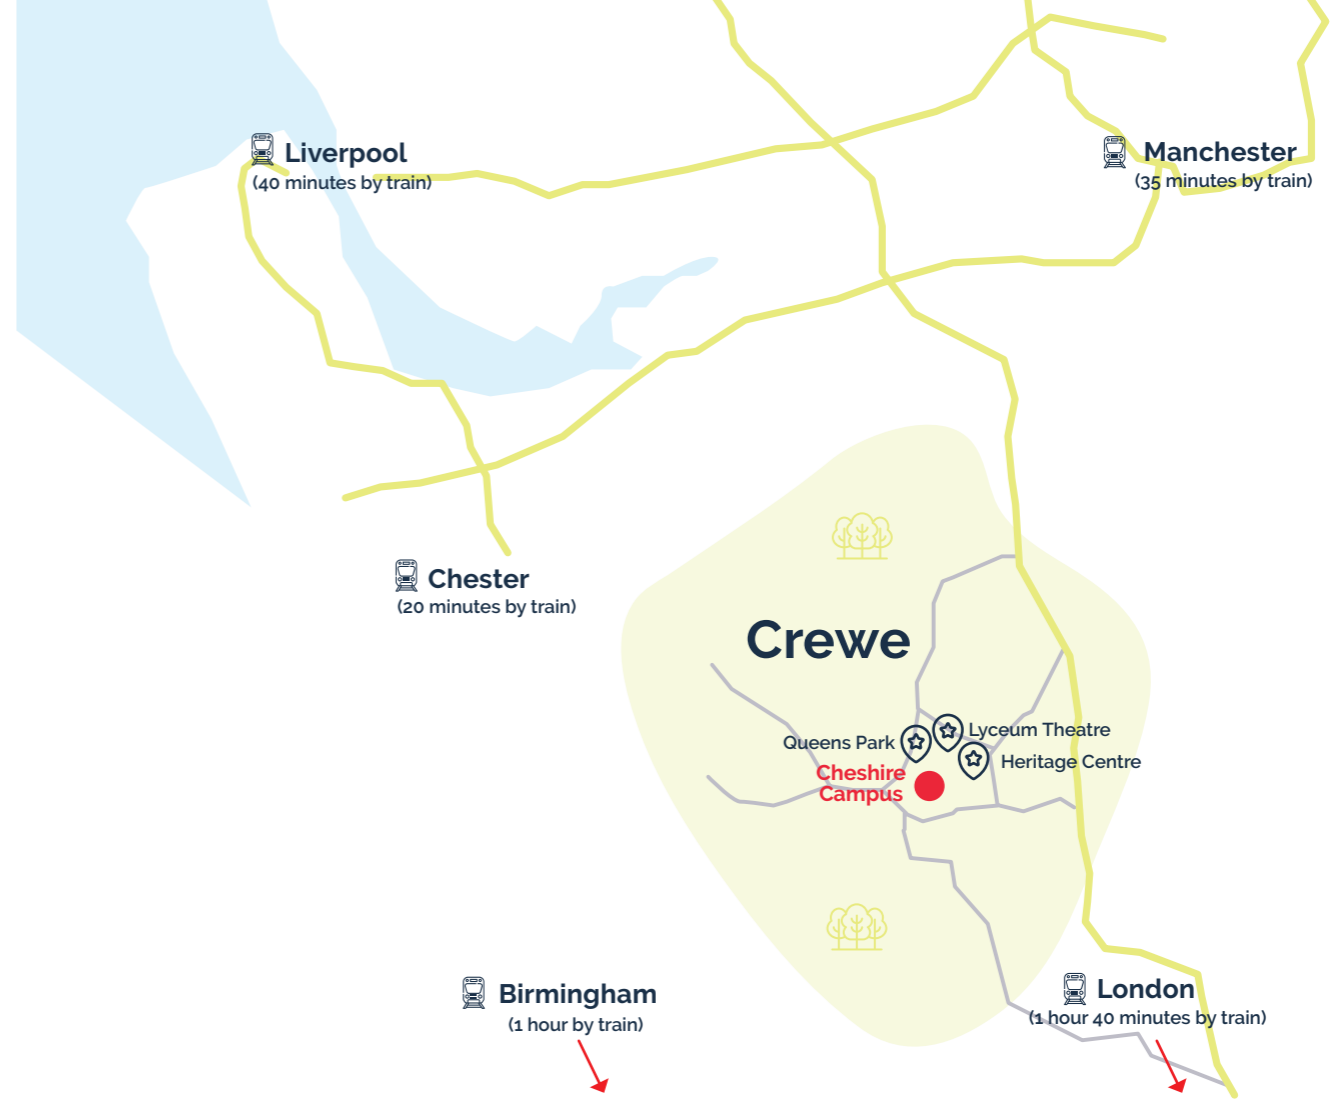 Liverpool
(40 minutes by train)
Manchester
(35 minutes by train)
Chester
(20 minutes by train)
Crewe
Lyceum Theatre
Queens Park
Heritage Centre
Cheshire
Campus
Birmingham
(1 hour by train)
London
(1 hour 40 minutes by train)